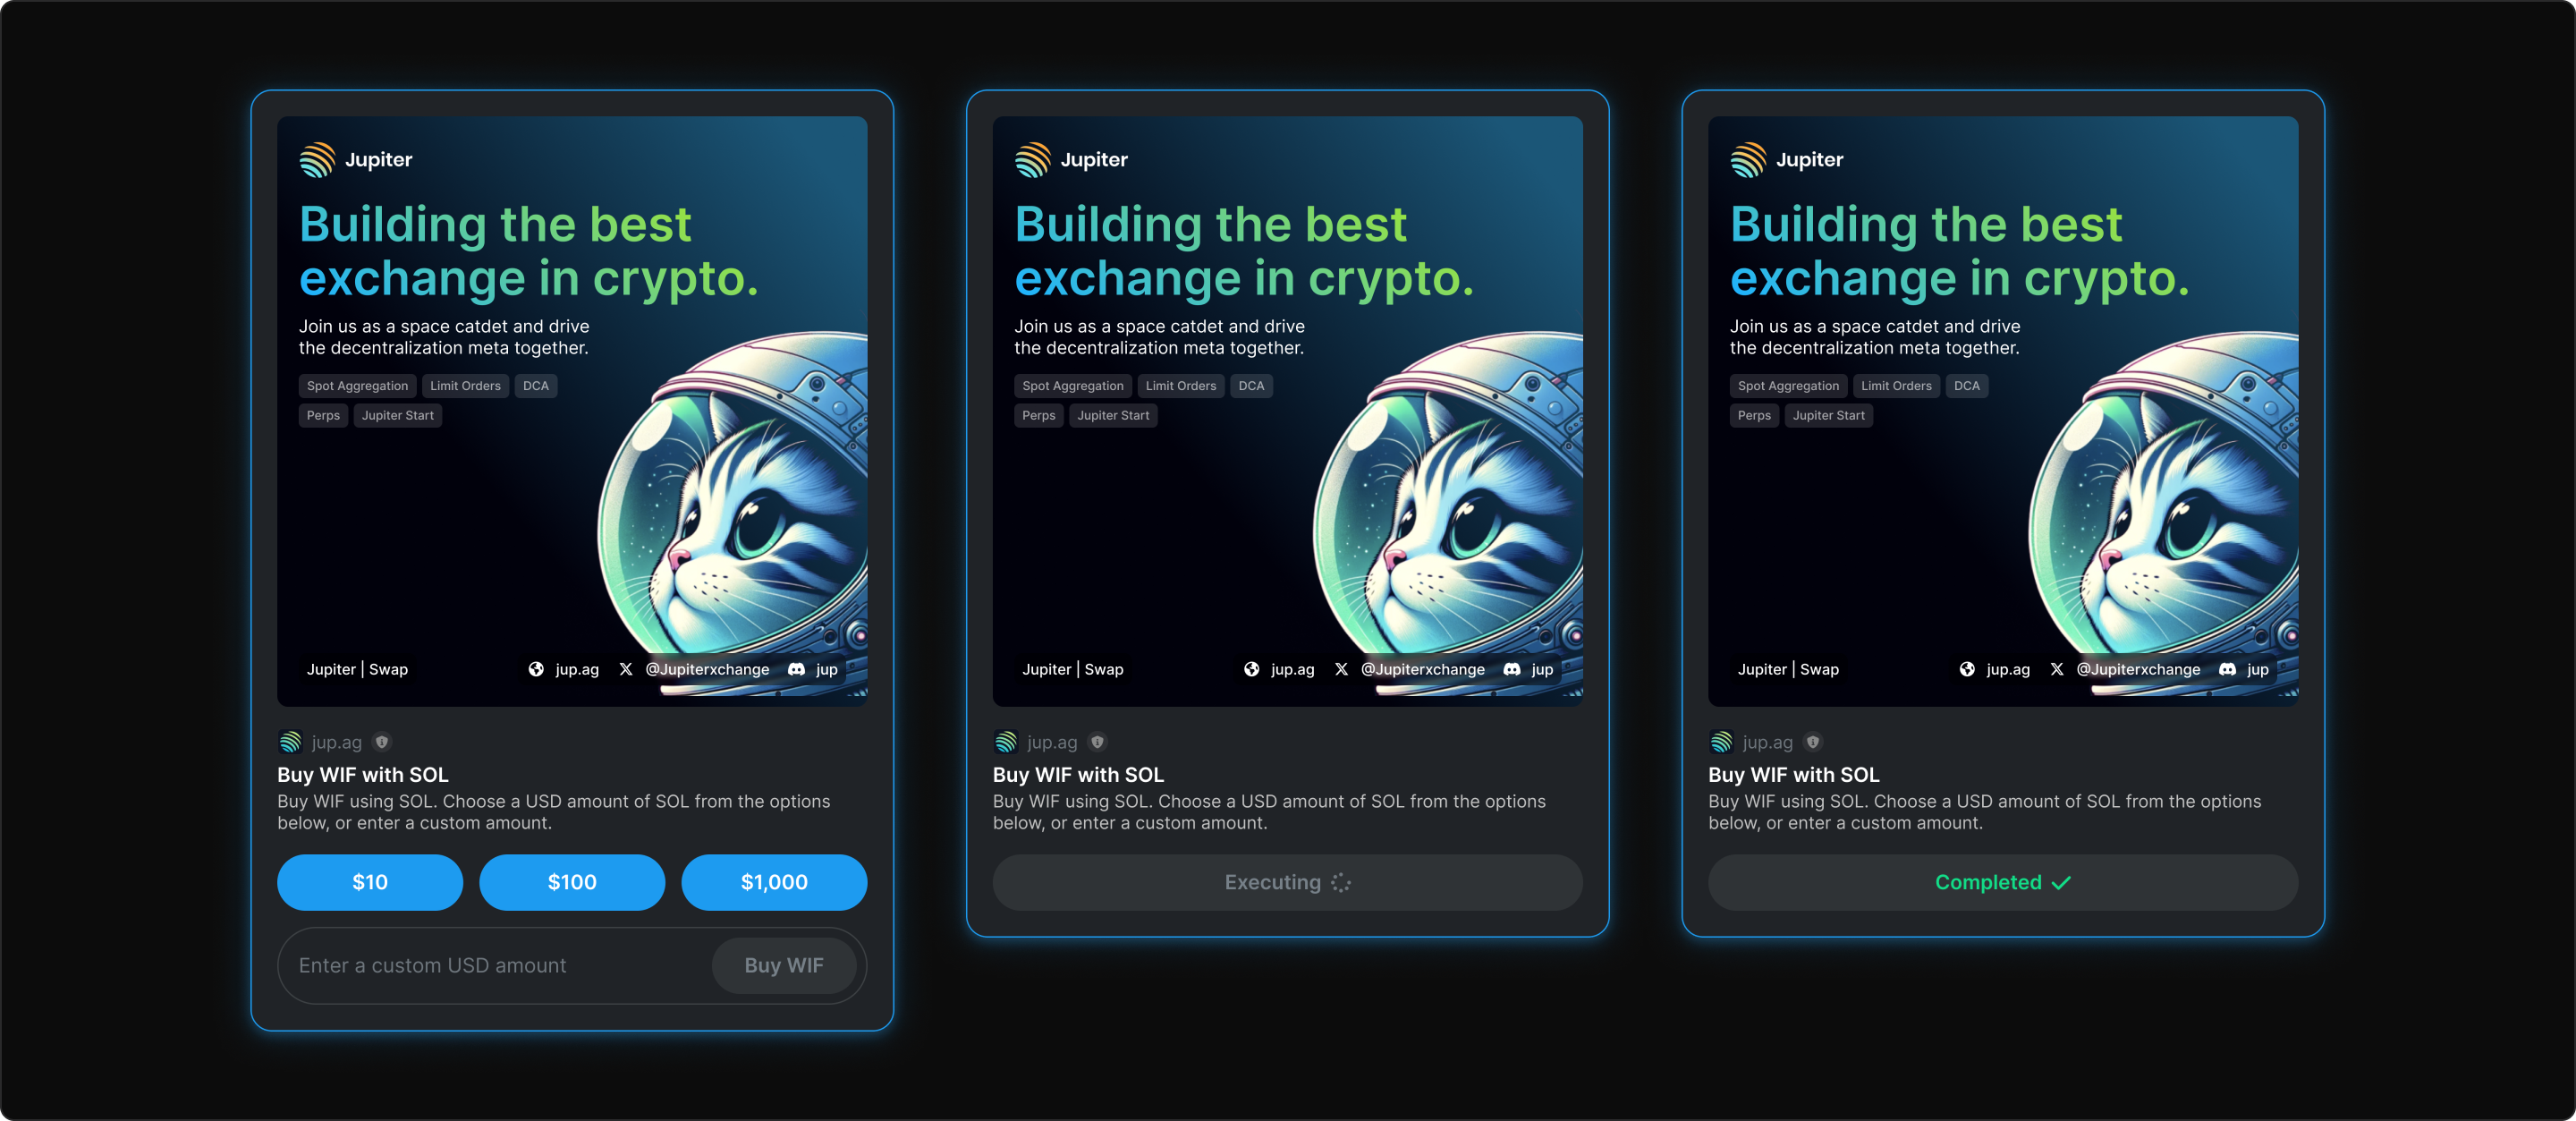 Jupiter
Building the best
exchange in crypto.
Join us as a space catdet and drive
the decentralization meta together.
Spot Aggregation Limit Orders DCA
Perps Jupiter Start
Jupiter | Swap jup.ag @Jupiterxchange jup
jup.ag
Buy WIF with SOL
Buy WIF using SOL. Choose a USD amount of SOL from the options
below, or enter a custom amount.
$10 $100 $1,000
Enter a custom USD amount Buy WIF
Jupiter
Building the best
exchange in crypto.
Join us as a space catdet and drive
the decentralization meta together.
Spot Aggregation Limit Orders DCA
Perps Jupiter Start
Jupiter | Swap jup.ag @Jupiterxchange jup
jup.ag
Buy WIF with SOL
Buy WIF using SOL. Choose a USD amount of SOL from the options
below, or enter a custom amount.
Executing
Jupiter
Building the best
exchange in crypto.
Join us as a space catdet and drive
the decentralization meta together.
Spot Aggregation Limit Orders DCA
Perps Jupiter Start
Jupiter | Swap jup.ag @Jupiterxchange jup
jup.ag
Buy WIF with SOL
Buy WIF using SOL. Choose a USD amount of SOL from the options
below, or enter a custom amount.
Completed